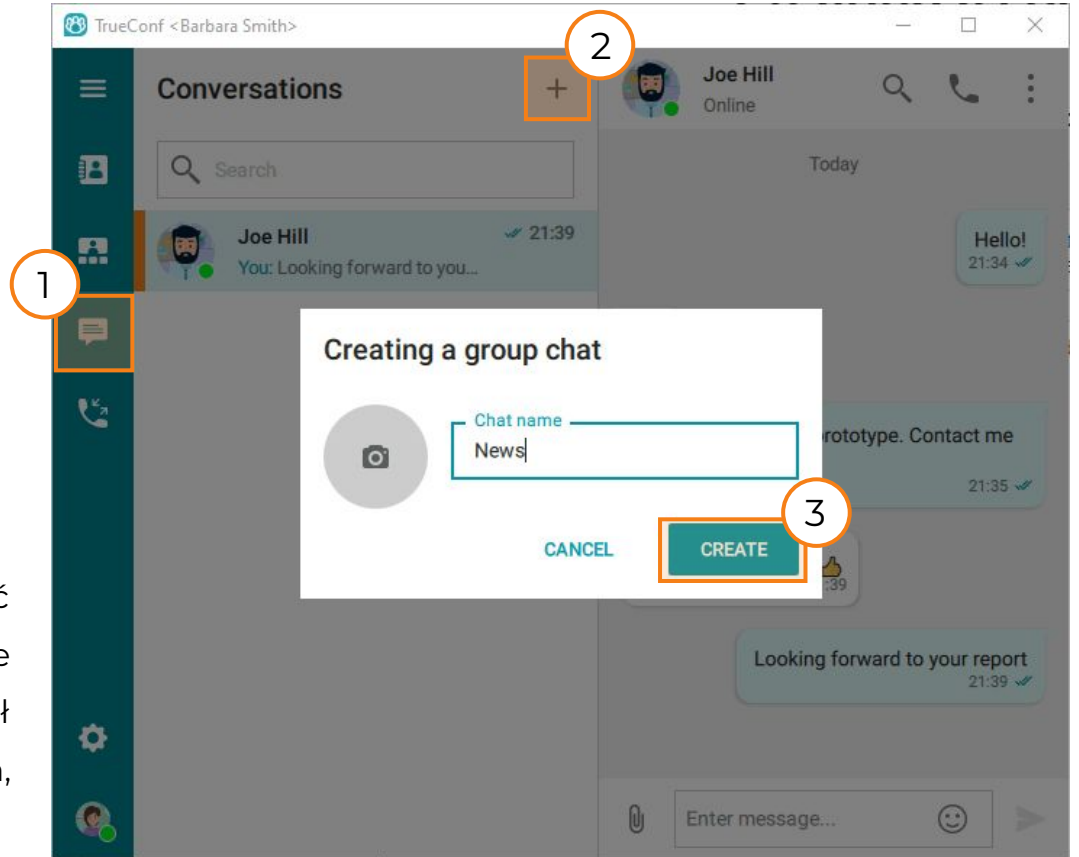 TrueConf <Barbara Smith>
2
Conversations
+
Joe Hill
Online
Search
Today
Joe Hill
21:39
You: Looking forward to you...
Hello!
21:34
1
Creating a group chat
Chat name
News
rototype. Contact me
21:35
3
CANCEL
CREATE
:39
ć
e
Looking forward to your report
21:39
ł
,
Enter message...